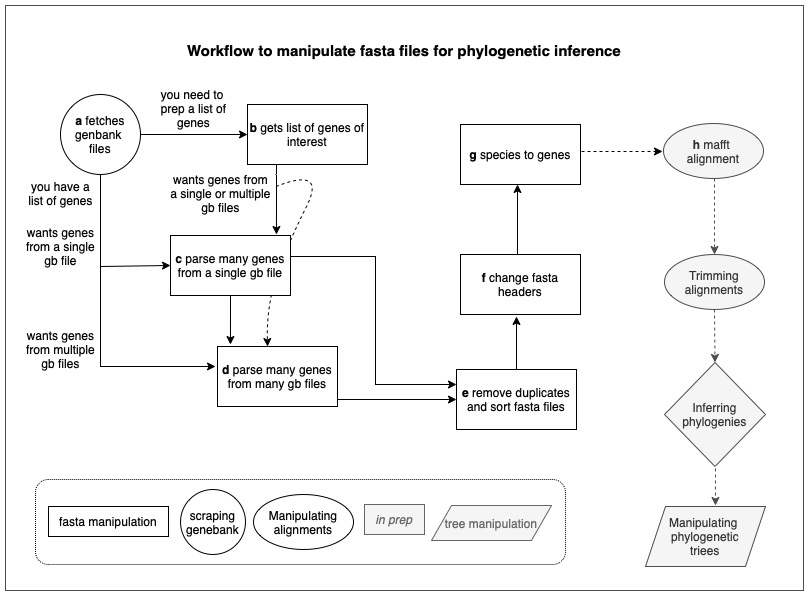 Workflow to manipulate fasta files for phylogenetic inference
a fetches
genbank
files
you need to
prep a list of
genes
b gets list of genes of
interest
you have a
list of genes
wants genes from
a single or multiple
gb files
wants genes
from a single
gb file
c parse many genes
from a single gb file
wants genes
from multiple
gb files
d parse many genes
from many gb files
e remove duplicates
and sort fasta files
f change fasta
headers
g species to genes
h mafft
alignment
Trimming
alignments
Inferring
phylogenies
Manipulating
phylogenetic
triees
fasta manipulation
scraping
genebank
Manipulating
alignments
in prep
tree manipulation